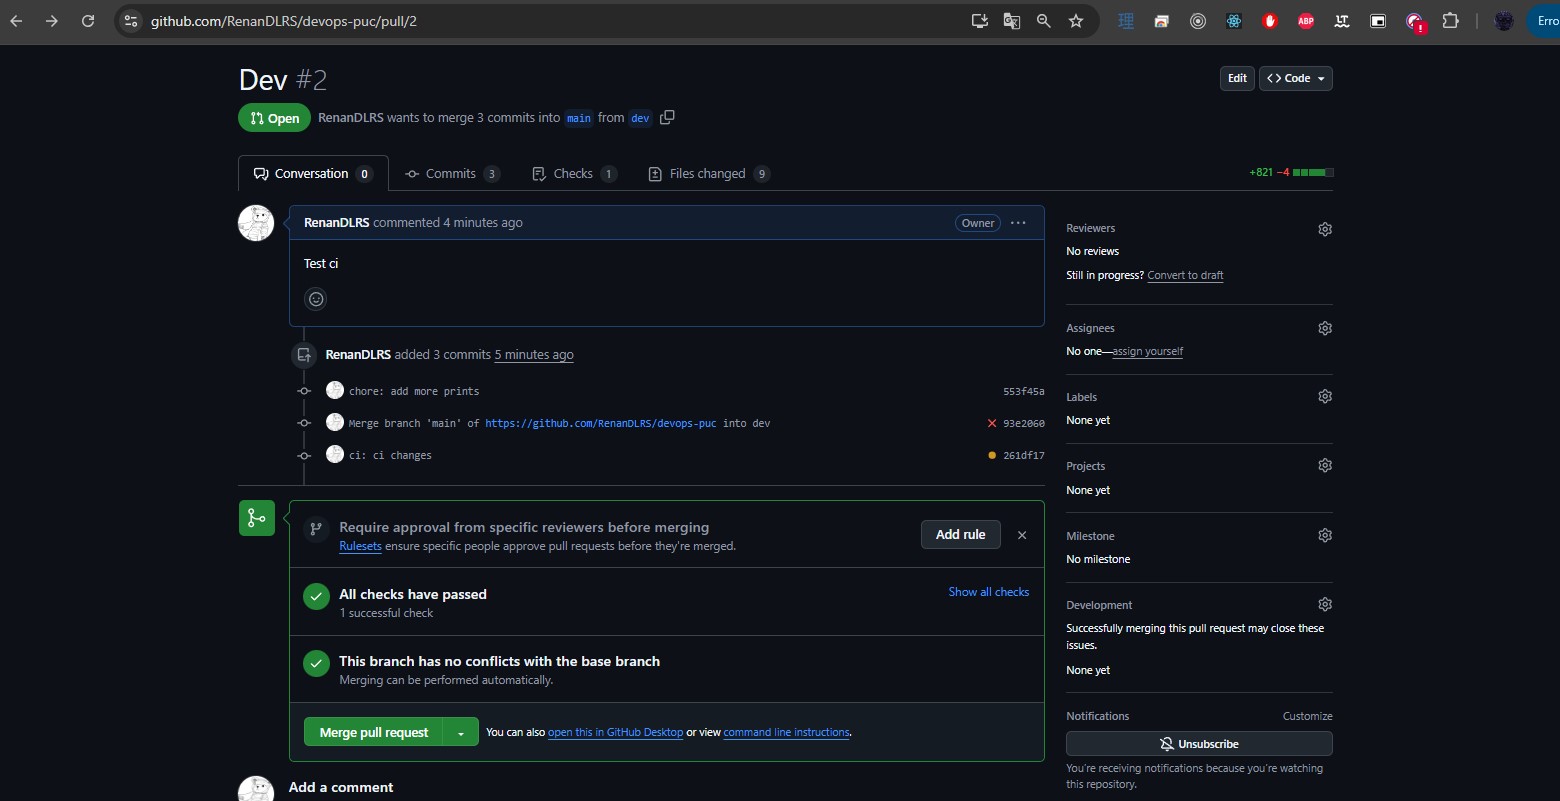 github.com/RenanDLRS/devops-puc/pull/2
ABP
Erro
Dev #2
Edit
<> Code
Open
RenanDLRS wants to merge 3 commits into main from dev
Conversation 0
Commits 3
Checks 1
Files changed 9
+821 −4
RenanDLRS commented 4 minutes ago
Owner
Test ci
RenanDLRS added 3 commits 5 minutes ago
chore: add more prints
553f45a
Merge branch 'main' of https://github.com/RenanDLRS/devops-puc into dev
93e2060
ci: ci changes
261df17
Require approval from specific reviewers before merging
Rulesets ensure specific people approve pull requests before they're merged.
Add rule
All checks have passed
1 successful check
Show all checks
This branch has no conflicts with the base branch
Merging can be performed automatically.
Merge pull request
You can also open this in GitHub Desktop or view command line instructions.
Add a comment
Reviewers
No reviews
Still in progress? Convert to draft
Assignees
No one—assign yourself
Labels
None yet
Projects
None yet
Milestone
No milestone
Development
Successfully merging this pull request may close these
issues.
None yet
Notifications
Customize
Unsubscribe
You're receiving notifications because you're watching
this repository.